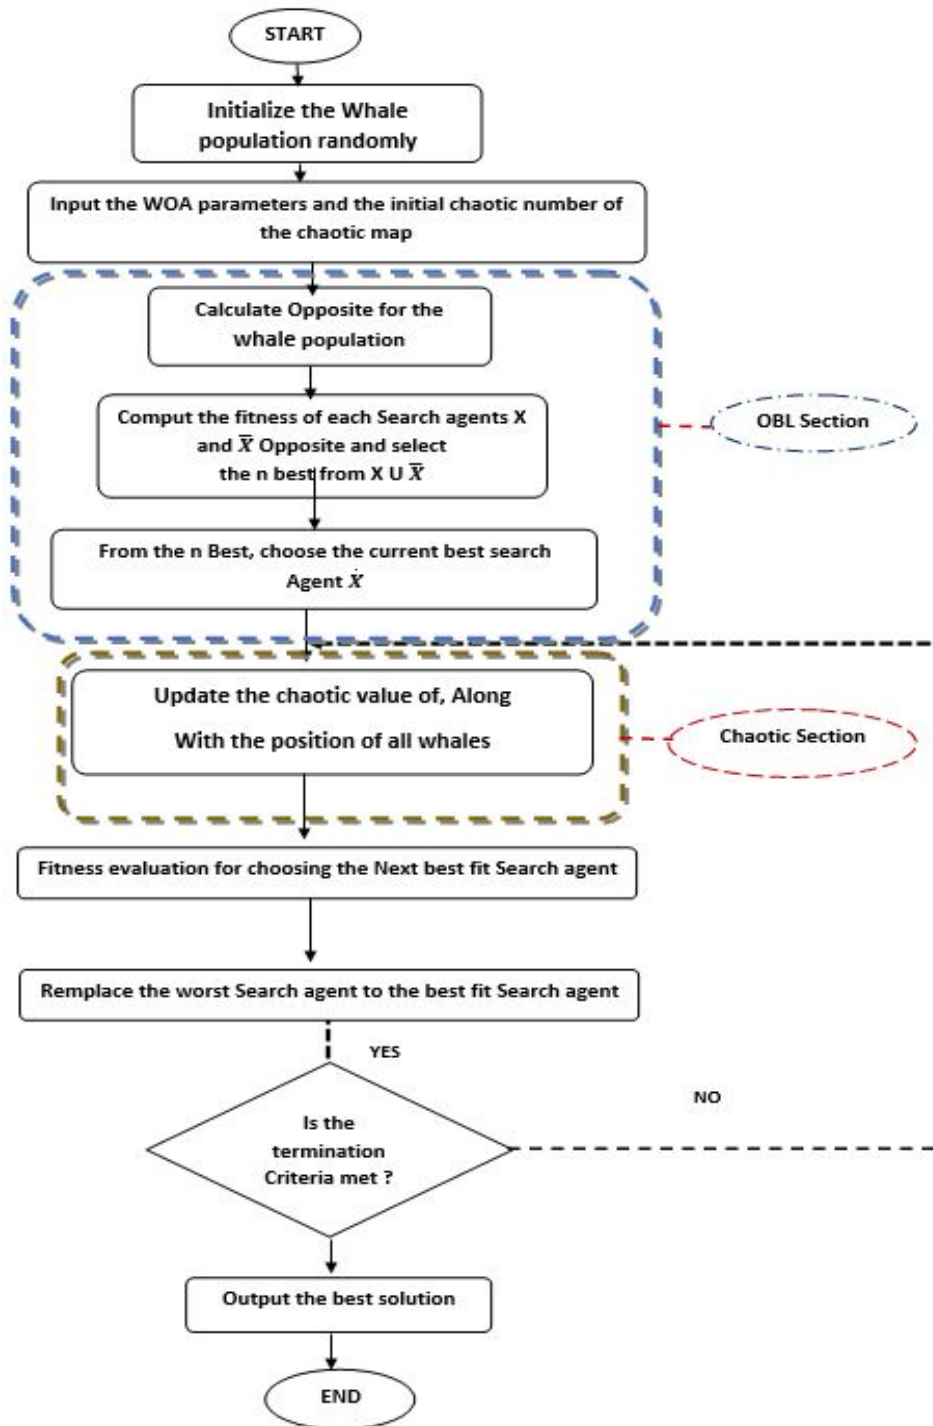 START
Initialize the Whale
population randomly
Input the WOA parameters and the initial chaotic number of
the chaotic map
Calculate Opposite for the
whale population
Comput the fitness of each Search agents X
and X̅ Opposite and select
the n best from X U X̅
OBL Section
From the n Best, choose the current best search
Agent Ẋ
Update the chaotic value of, Along
With the position of all whales
Chaotic Section
Fitness evaluation for choosing the Next best fit Search agent
Remplace the worst Search agent to the best fit Search agent
YES
NO
Is the
termination
Criteria met ?
Output the best solution
END